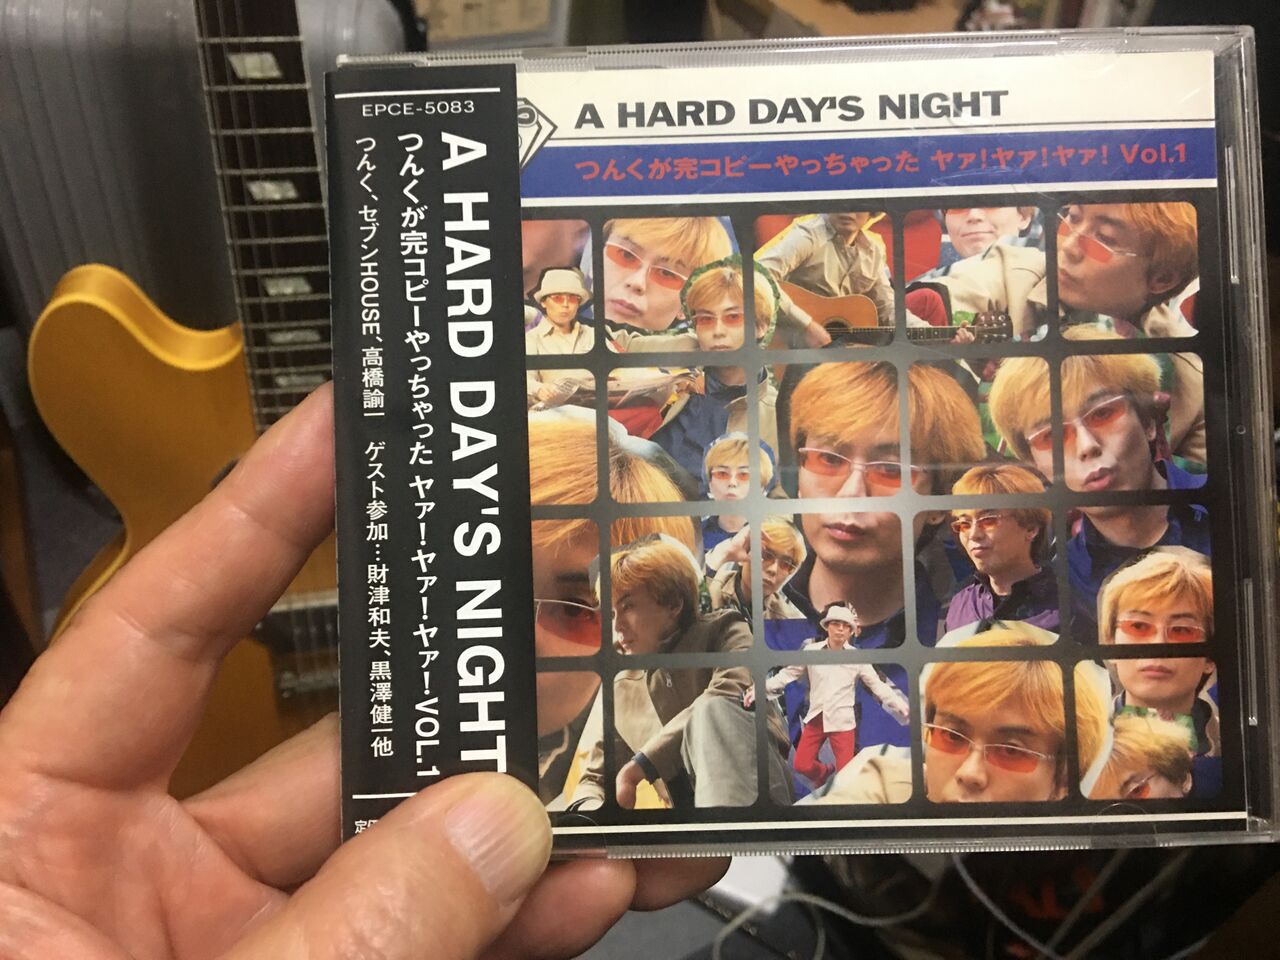 EPCE-5083
A HARD DAY'S NIGHT
つんくが完コピーやっちゃった ヤァ!ヤァ!ヤァ!VOL.1
つんく、セブンHOUSE、高橋諭一 ゲスト参加…財津和夫、黒澤健一他
A HARD DAY'S NIGHT
つんくが完コピーやっちゃった ヤァ!ヤァ!ヤァ! Vol.1